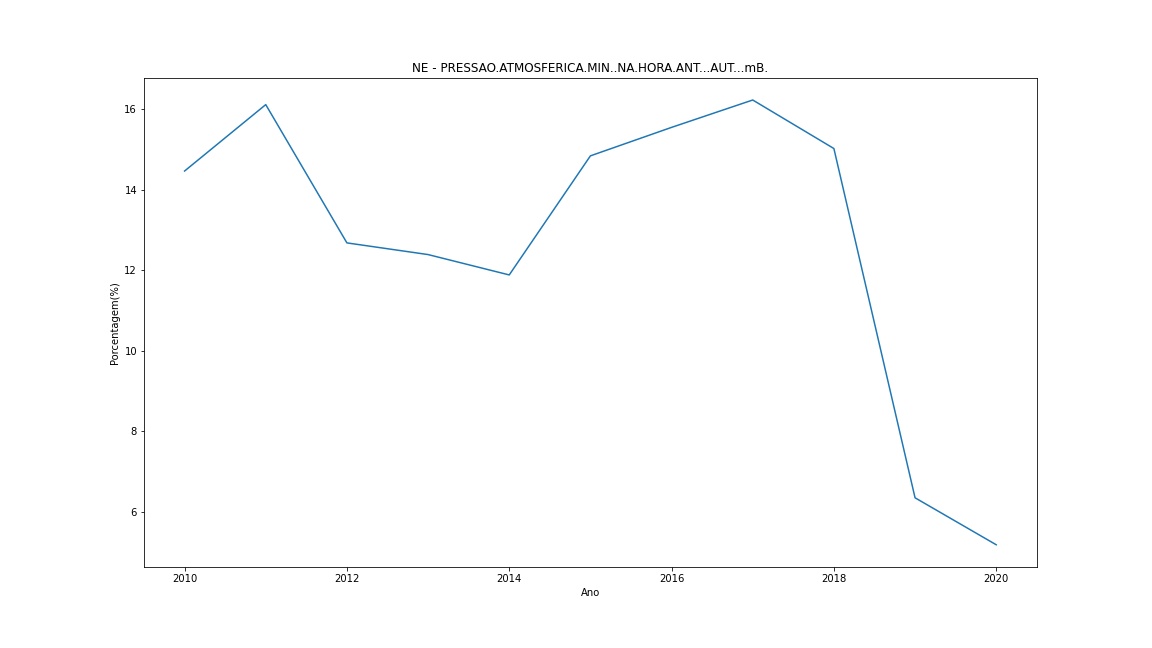 NE - PRESSAO.ATMOSFERICA.MIN..NA.HORA.ANT...AUT...mB.
Porcentagem(%)
16
14
12
10
8
6
2010 2012 2014 2016 2018 2020
Ano